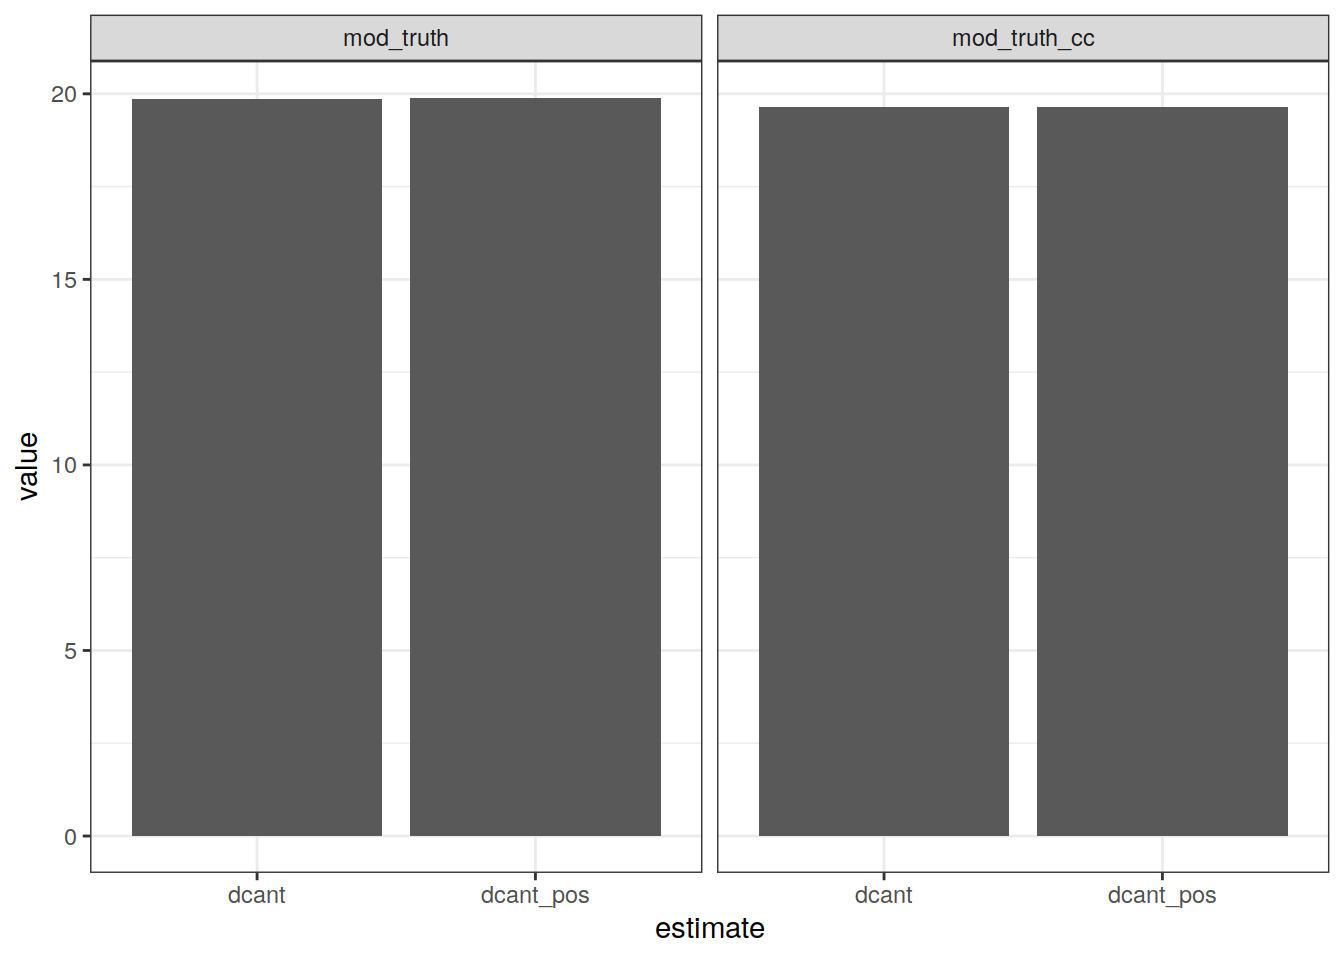 mod_truth
mod_truth_cc
value
20
15
10
5
0
dcant
dcant_pos
dcant
dcant_pos
estimate